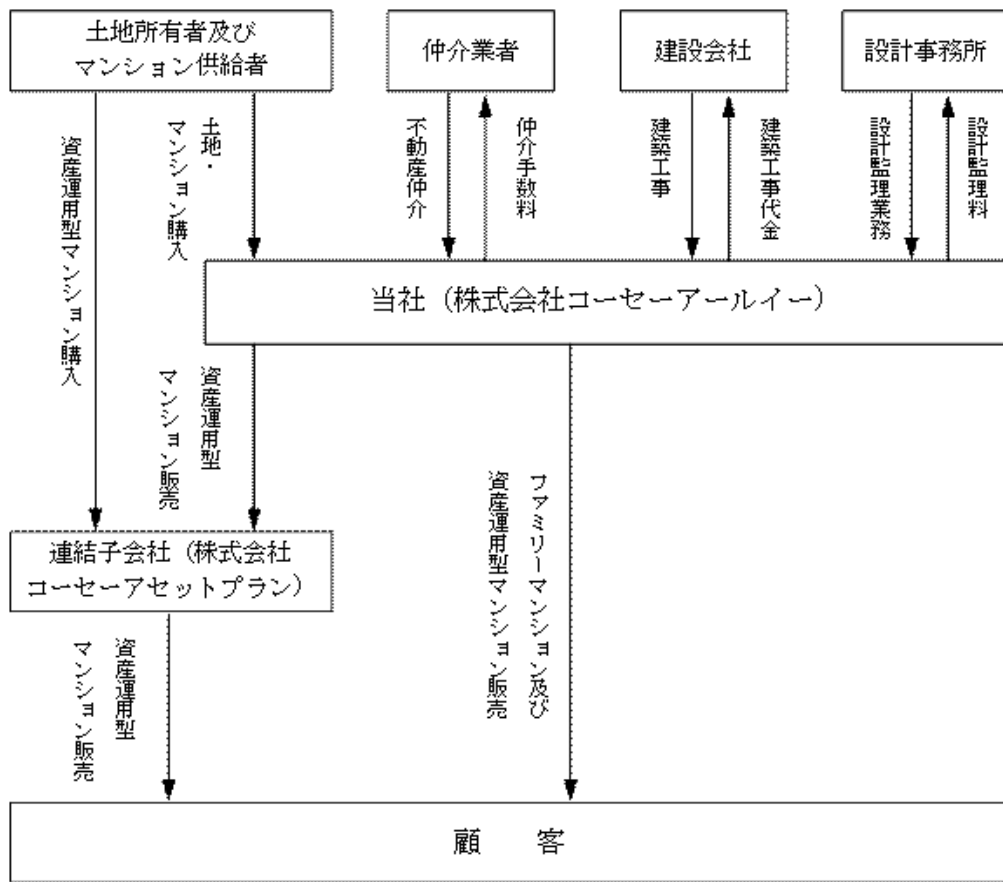 土地所有者及び
マンション供給者
仲介業者
建設会社
設計事務所
資産運用型マンション購入
土地・
マンション購入
不動産仲介
仲介手数料
建築工事
建築工事代金
設計監理業務
設計監理料
当社（株式会社コーセーアールイー）
資産運用型
マンション販売
ファミリーマンション及び
資産運用型マンション販売
連結子会社（株式会社
コーセーアセットプラン）
資産運用型
マンション販売
顧　客